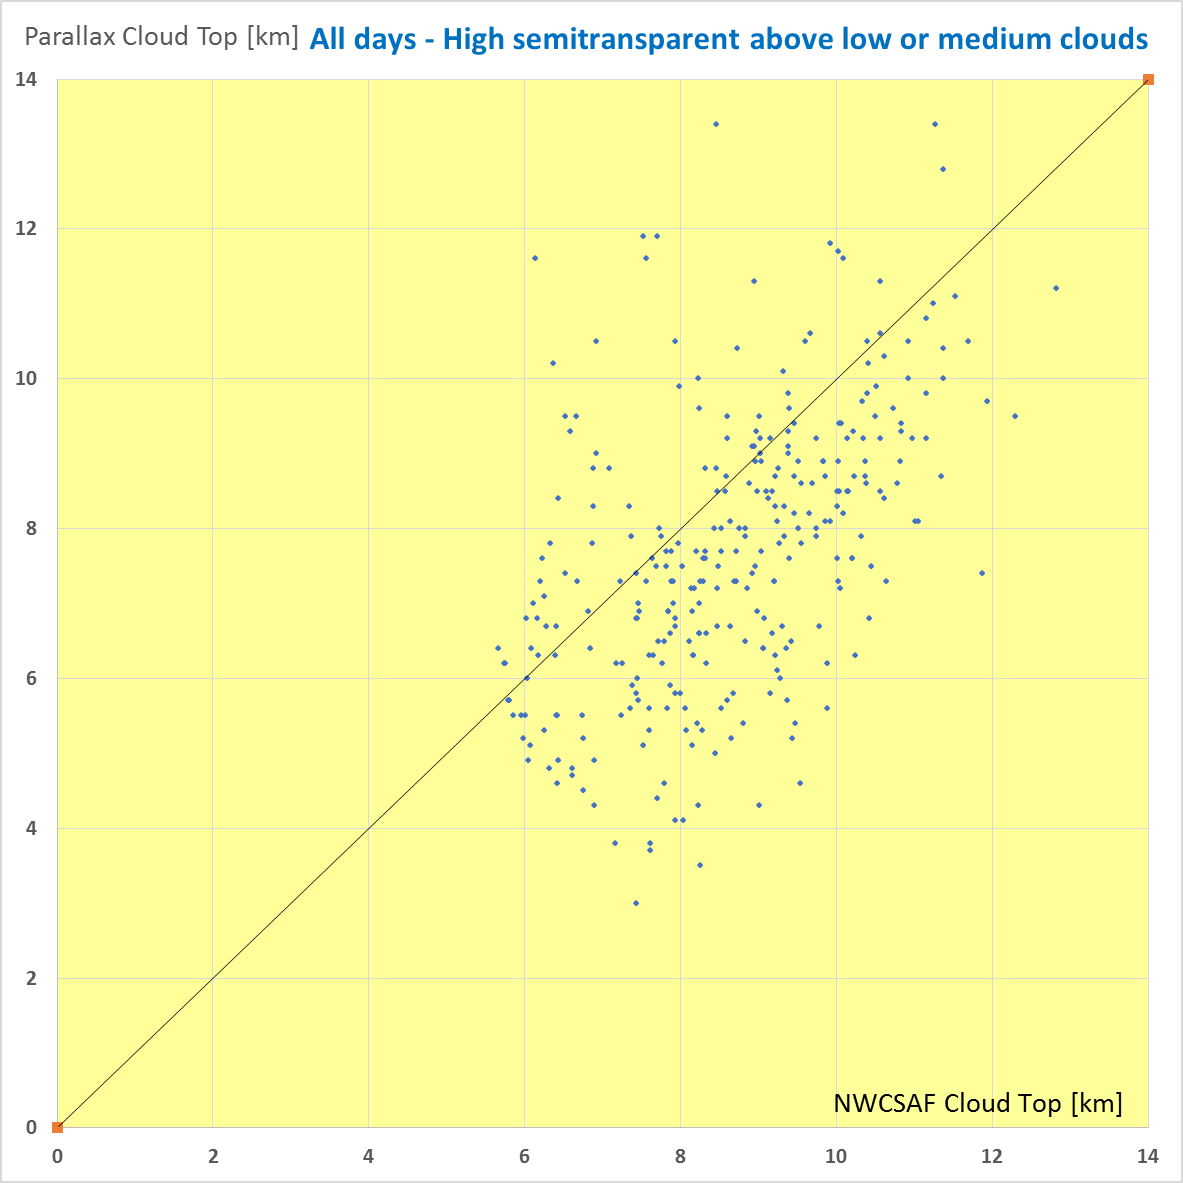 Parallax Cloud Top [km] All days - High semitransparent above low or medium clouds
14
12
10
8
6
4
2
0
NWCSAF Cloud Top [km]
0 2 4 6 8 10 12 14